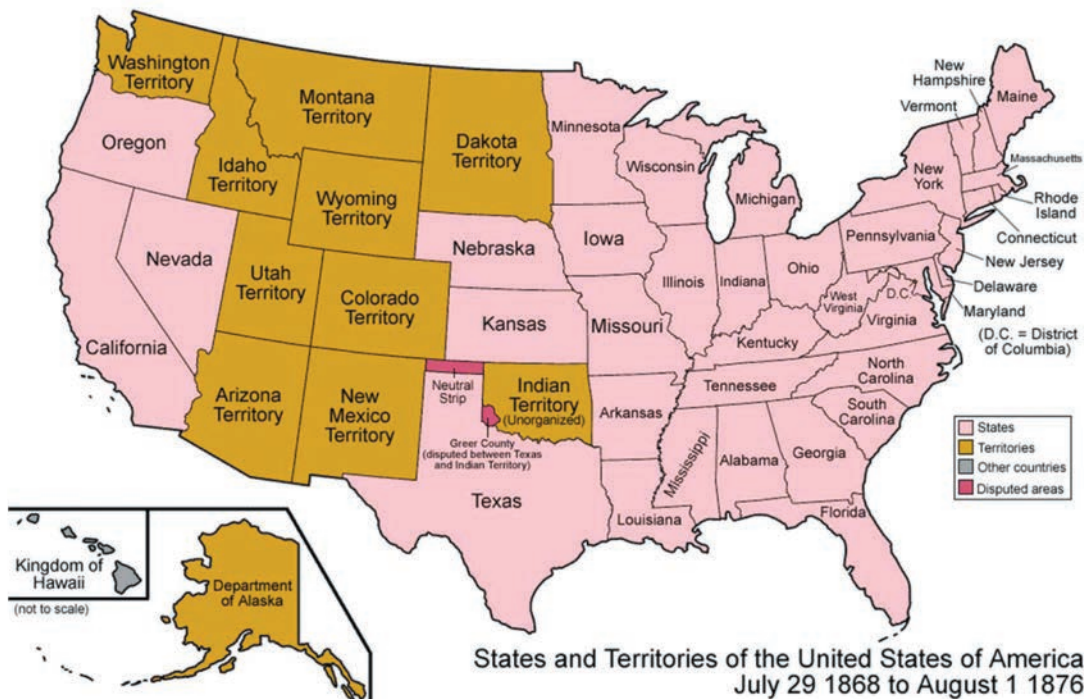 Washington
Territory
Montana
Territory
Dakota
Territory
Minnesota
Oregon
Idaho
Territory
Wyoming
Territory
Wisconsin
Michigan
New
Hampshire
Vermont
Maine
Massachusetts
New
York
Rhode
Island
Connecticut
Nebraska
Iowa
Nevada
Utah
Territory
Colorado
Territory
Illinois
Indiana
Ohio
Pennsylvania
New Jersey
Delaware
Maryland
(D.C. = District
of Columbia)
D.C.
West
Virginia
Virginia
Kansas
Missouri
Kentucky
California
Arizona
Territory
New
Mexico
Territory
Neutral
Strip
Indian
Territory
(Unorganized)
Greer County
(disputed between Texas
and Indian Territory)
Arkansas
Tennessee
North
Carolina
South
Carolina
Texas
Louisiana
Mississippi
Alabama
Georgia
Florida
States
Territories
Other countries
Disputed areas
Kingdom of
Hawaii
(not to scale)
Department
of Alaska
States and Territories of the United States of America
July 29 1868 to August 1 1876